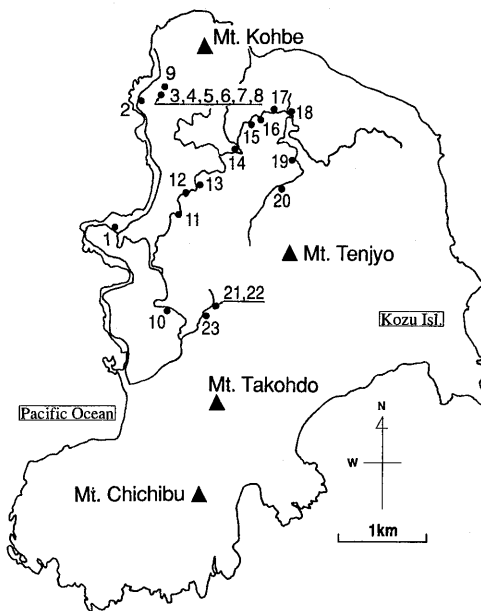 Mt. Kohbe
9
3,4,5,6,7,8
2
17
18
15
16
14
19
13
12
20
11
1
Mt. Tenjyo
21,22
10
23
Kozu Isl.
Mt. Takohdo
Pacific Ocean
N
W
Mt. Chichibu
1km